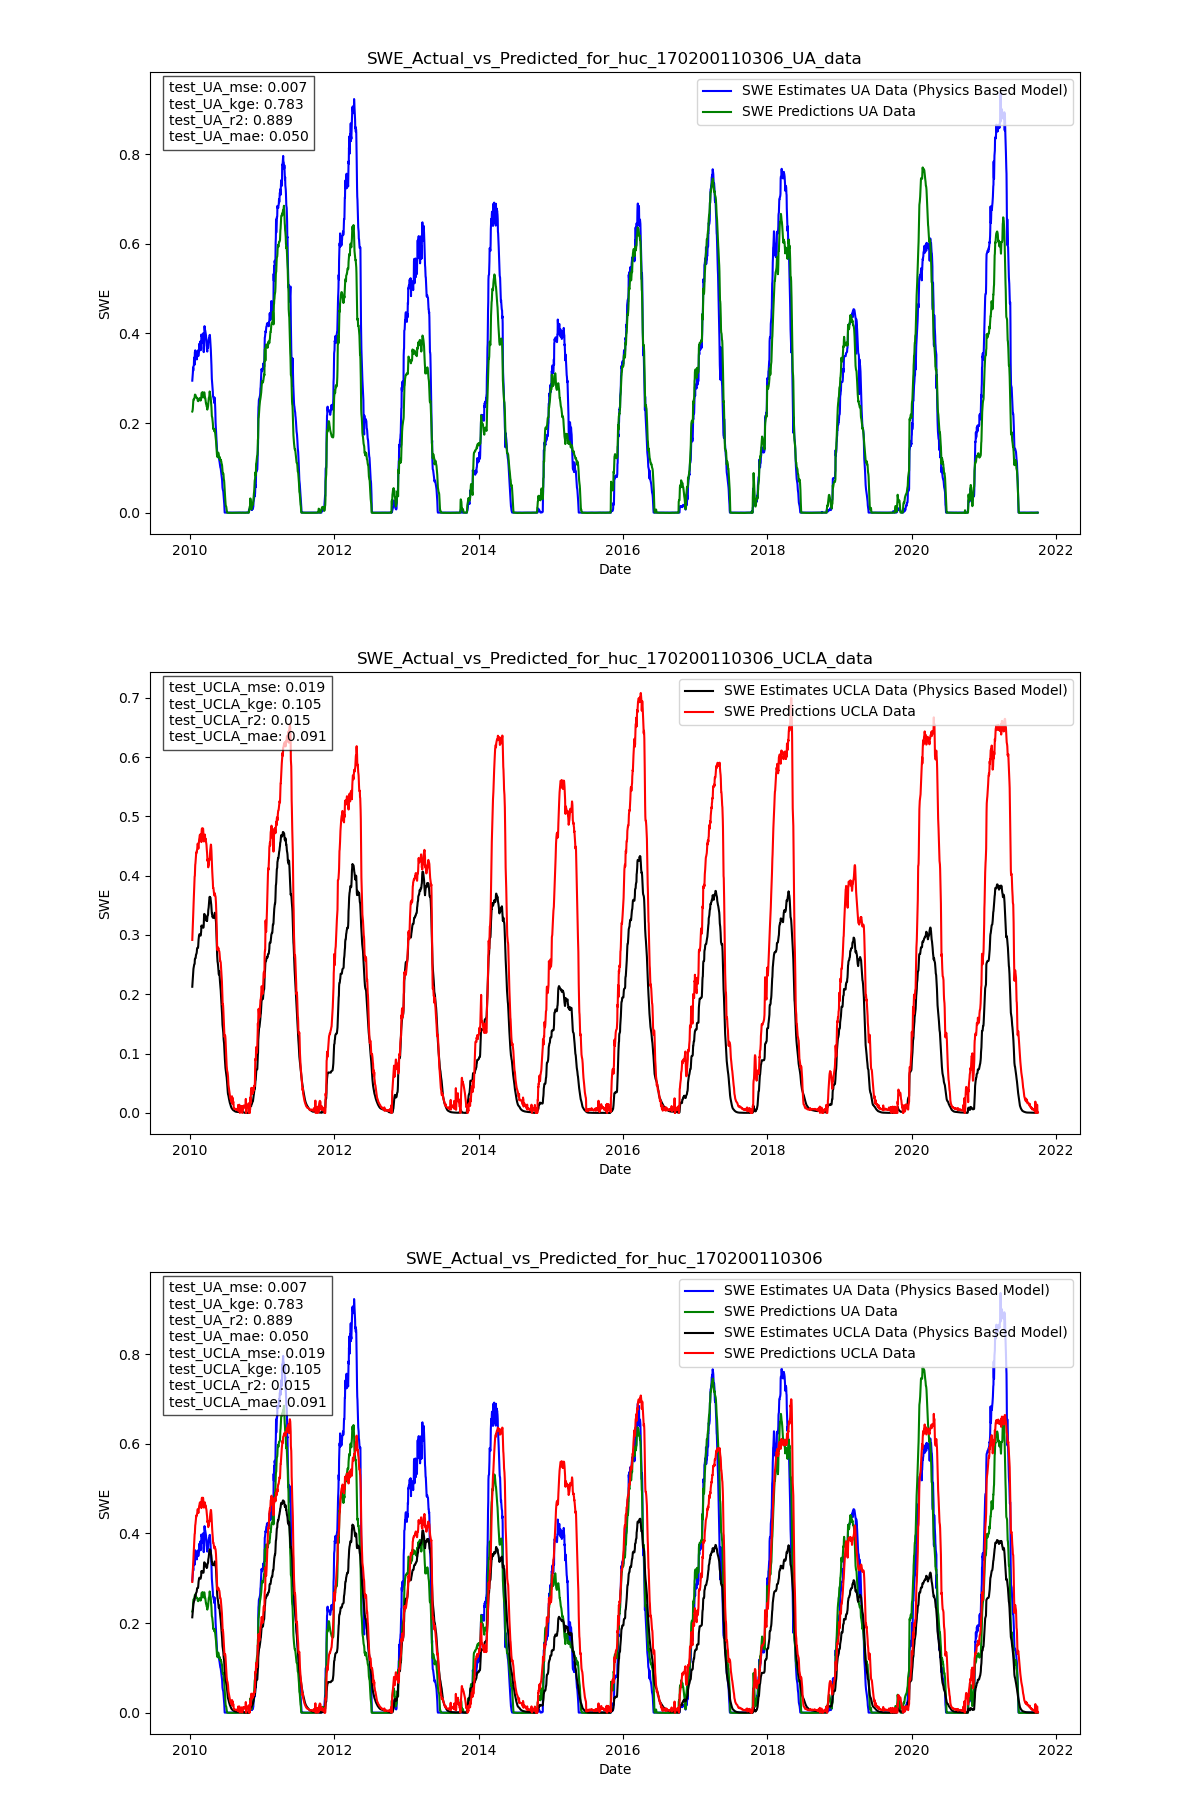 SWE_Actual_vs_Predicted_for_huc_170200110306_UA_data
test_UA_mse: 0.007
test_UA_kge: 0.783
test_UA_r2: 0.889
test_UA_mae: 0.050
SWE Estimates UA Data (Physics Based Model)
SWE Predictions UA Data
0.8
0.6
0.4
0.2
0.0
SWE
2010 2012 2014 2016 2018 2020 2022
Date
SWE_Actual_vs_Predicted_for_huc_170200110306_UCLA_data
test_UCLA_mse: 0.019
test_UCLA_kge: 0.105
test_UCLA_r2: 0.015
test_UCLA_mae: 0.091
SWE Estimates UCLA Data (Physics Based Model)
SWE Predictions UCLA Data
0.7
0.6
0.5
0.4
0.3
0.2
0.1
0.0
SWE
2010 2012 2014 2016 2018 2020 2022
Date
SWE_Actual_vs_Predicted_for_huc_170200110306
test_UA_mse: 0.007
test_UA_kge: 0.783
test_UA_r2: 0.889
test_UA_mae: 0.050
test_UCLA_mse: 0.019
test_UCLA_kge: 0.105
test_UCLA_r2: 0.015
test_UCLA_mae: 0.091
SWE Estimates UA Data (Physics Based Model)
SWE Predictions UA Data
SWE Estimates UCLA Data (Physics Based Model)
SWE Predictions UCLA Data
0.8
0.6
0.4
0.2
0.0
SWE
2010 2012 2014 2016 2018 2020 2022
Date